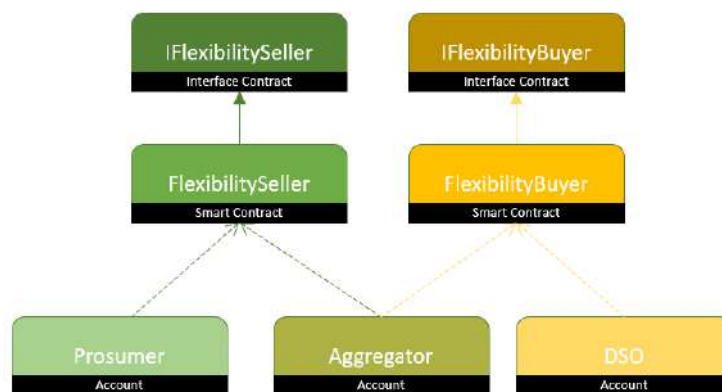 IFlexibilitySeller
Interface Contract
IFlexibilityBuyer
Interface Contract
FlexibilitySeller
Smart Contract
FlexibilityBuyer
Smart Contract
Prosumer
Account
Aggregator
Account
DSO
Account